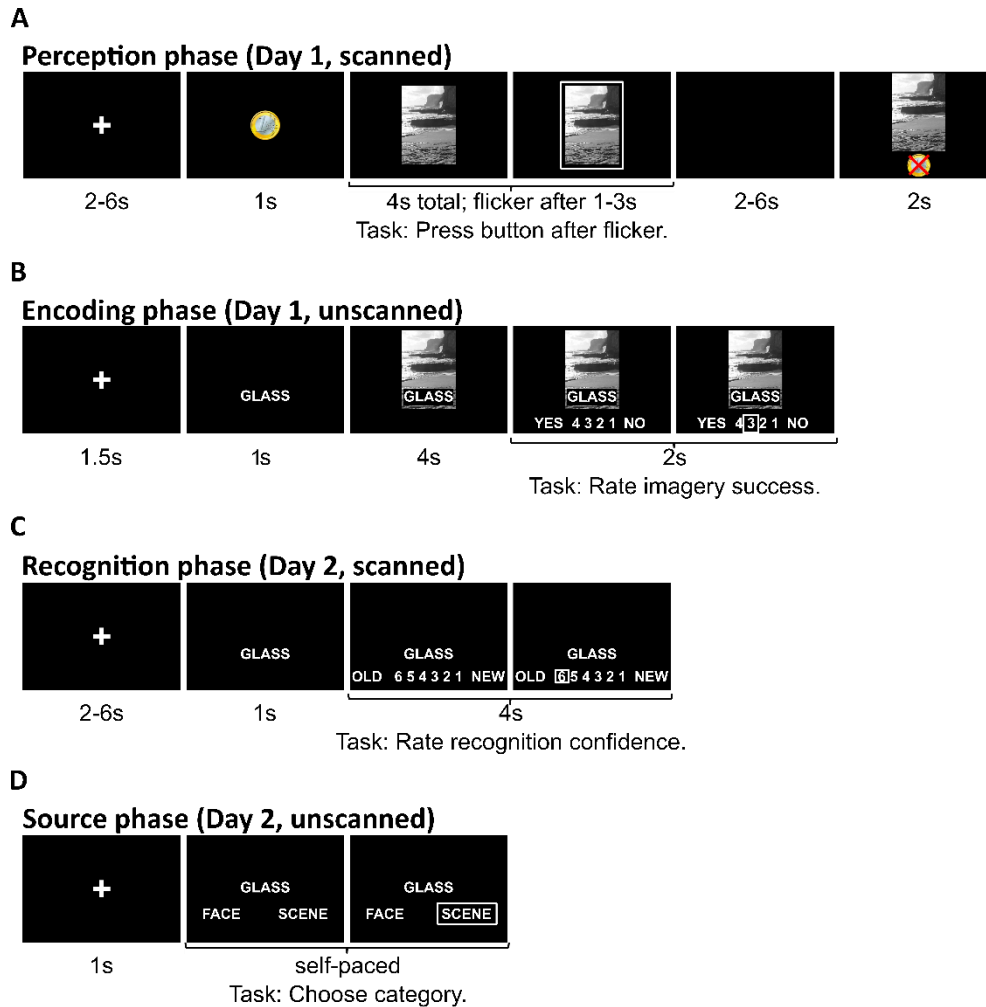 A
Perception phase (Day 1, scanned)
2-6s
1s
4s total; flicker after 1-3s
2-6s
2s
Task: Press button after flicker.
B
Encoding phase (Day 1, unscanned)
GLASS
GLASS
GLASS
GLASS
YES 4 3 2 1 NO
YES 4 3 2 1 NO
1.5s
1s
4s
2s
Task: Rate imagery success.
C
Recognition phase (Day 2, scanned)
GLASS
GLASS
GLASS
OLD 6 5 4 3 2 1 NEW
OLD 6 5 4 3 2 1 NEW
2-6s
1s
4s
Task: Rate recognition confidence.
D
Source phase (Day 2, unscanned)
GLASS
GLASS
FACE SCENE
FACE SCENE
1s
self-paced
Task: Choose category.